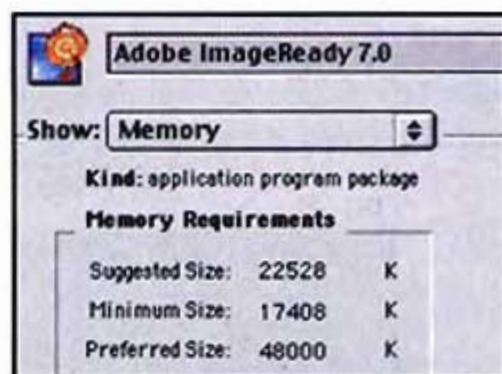 Adobe ImageReady 7.0
Show: Memory
Kind: application program package
Memory Requirements
Suggested Size: 22528 K
Minimum Size: 17408 K
Preferred Size: 48000 K